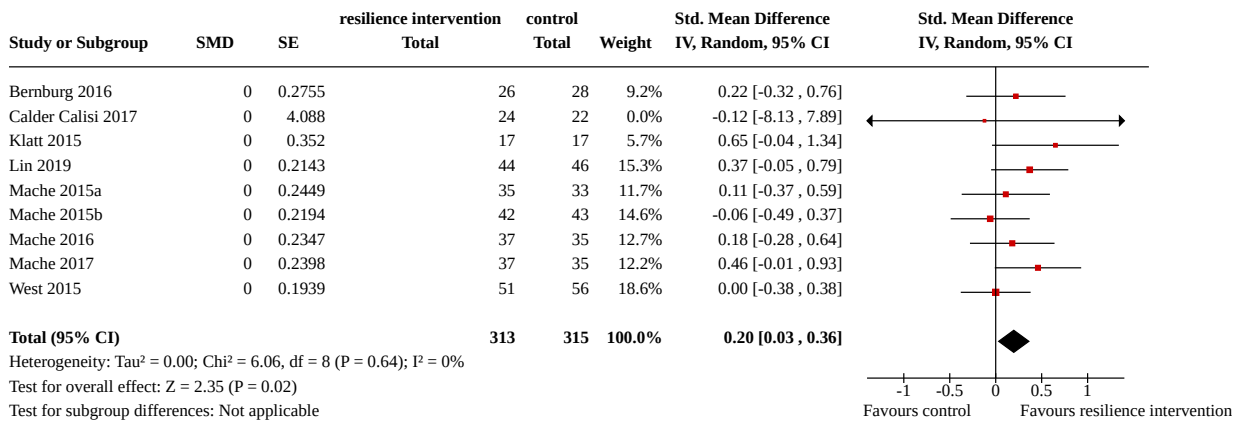 resilience intervention control Std. Mean Difference Std. Mean Difference
Study or Subgroup SMD SE Total Total Weight IV, Random, 95% CI IV, Random, 95% CI
Bernburg 2016 0 0.2755 26 28 9.2% 0.22 [-0.32 , 0.76]
Calder Calisi 2017 0 4.088 24 22 0.0% -0.12 [-8.13 , 7.89]
Klatt 2015 0 0.352 17 17 5.7% 0.65 [-0.04 , 1.34]
Lin 2019 0 0.2143 44 46 15.3% 0.37 [-0.05 , 0.79]
Mache 2015a 0 0.2449 35 33 11.7% 0.11 [-0.37 , 0.59]
Mache 2015b 0 0.2194 42 43 14.6% -0.06 [-0.49 , 0.37]
Mache 2016 0 0.2347 37 35 12.7% 0.18 [-0.28 , 0.64]
Mache 2017 0 0.2398 37 35 12.2% 0.46 [-0.01 , 0.93]
West 2015 0 0.1939 51 56 18.6% 0.00 [-0.38 , 0.38]
Total (95% CI) 313 315 100.0% 0.20 [0.03 , 0.36]
Heterogeneity: Tau² = 0.00; Chi² = 6.06, df = 8 (P = 0.64); I² = 0%
Test for overall effect: Z = 2.35 (P = 0.02)
-1 -0.5 0 0.5 1
Test for subgroup differences: Not applicable Favours control Favours resilience intervention